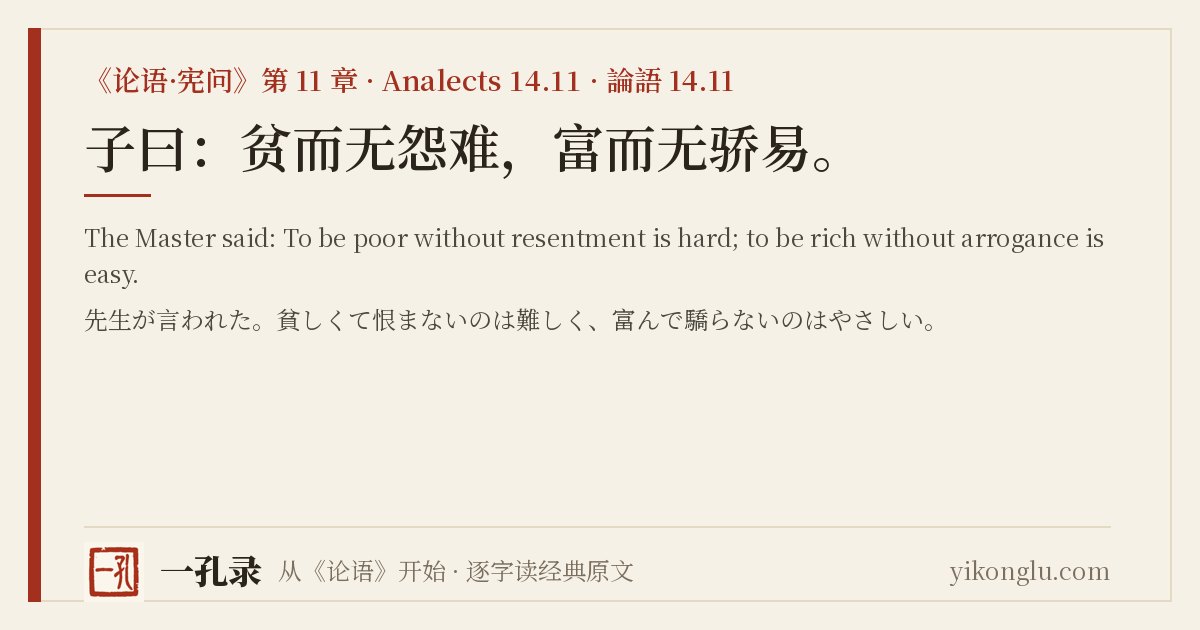 《论语·宪问》第 11 章 · Analects 14.11 · 論語 14.11
子曰：贫而无怨难，富而无骄易。
The Master said: To be poor without resentment is hard; to be rich without arrogance is
easy.
先生が言われた。貧しくて恨まないのは難しく、富んで驕らないのはやさしい。
一孔
一孔录 从《论语》开始 · 逐字读经典原文 yikonglu.com